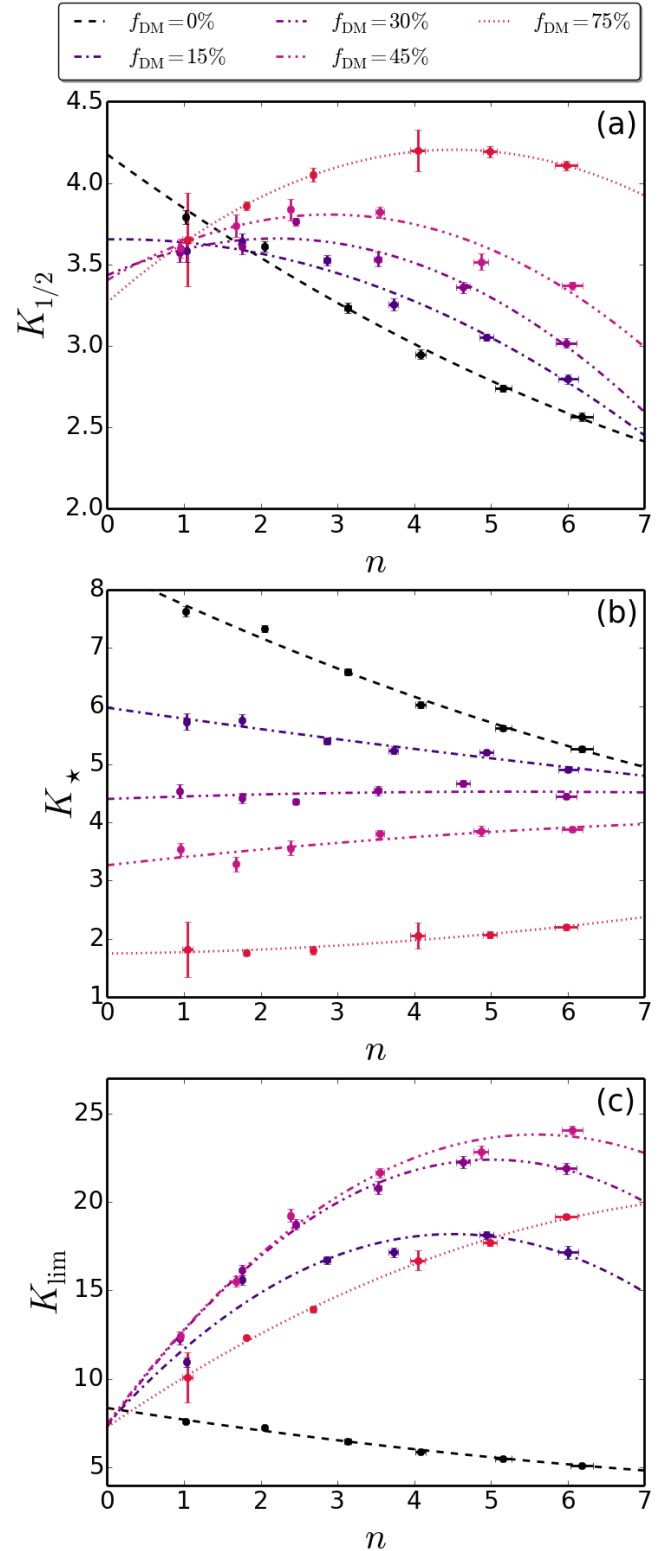 f_DM = 0% f_DM = 30% f_DM = 75%
f_DM = 15% f_DM = 45%
(a)
4.5
4.0
3.5
3.0
2.5
2.0
K_1/2
0 1 2 3 4 5 6 7
n
(b)
8
7
6
5
4
3
2
1
K_★
0 1 2 3 4 5 6 7
n
(c)
25
20
15
10
5
K_lim
0 1 2 3 4 5 6 7
n